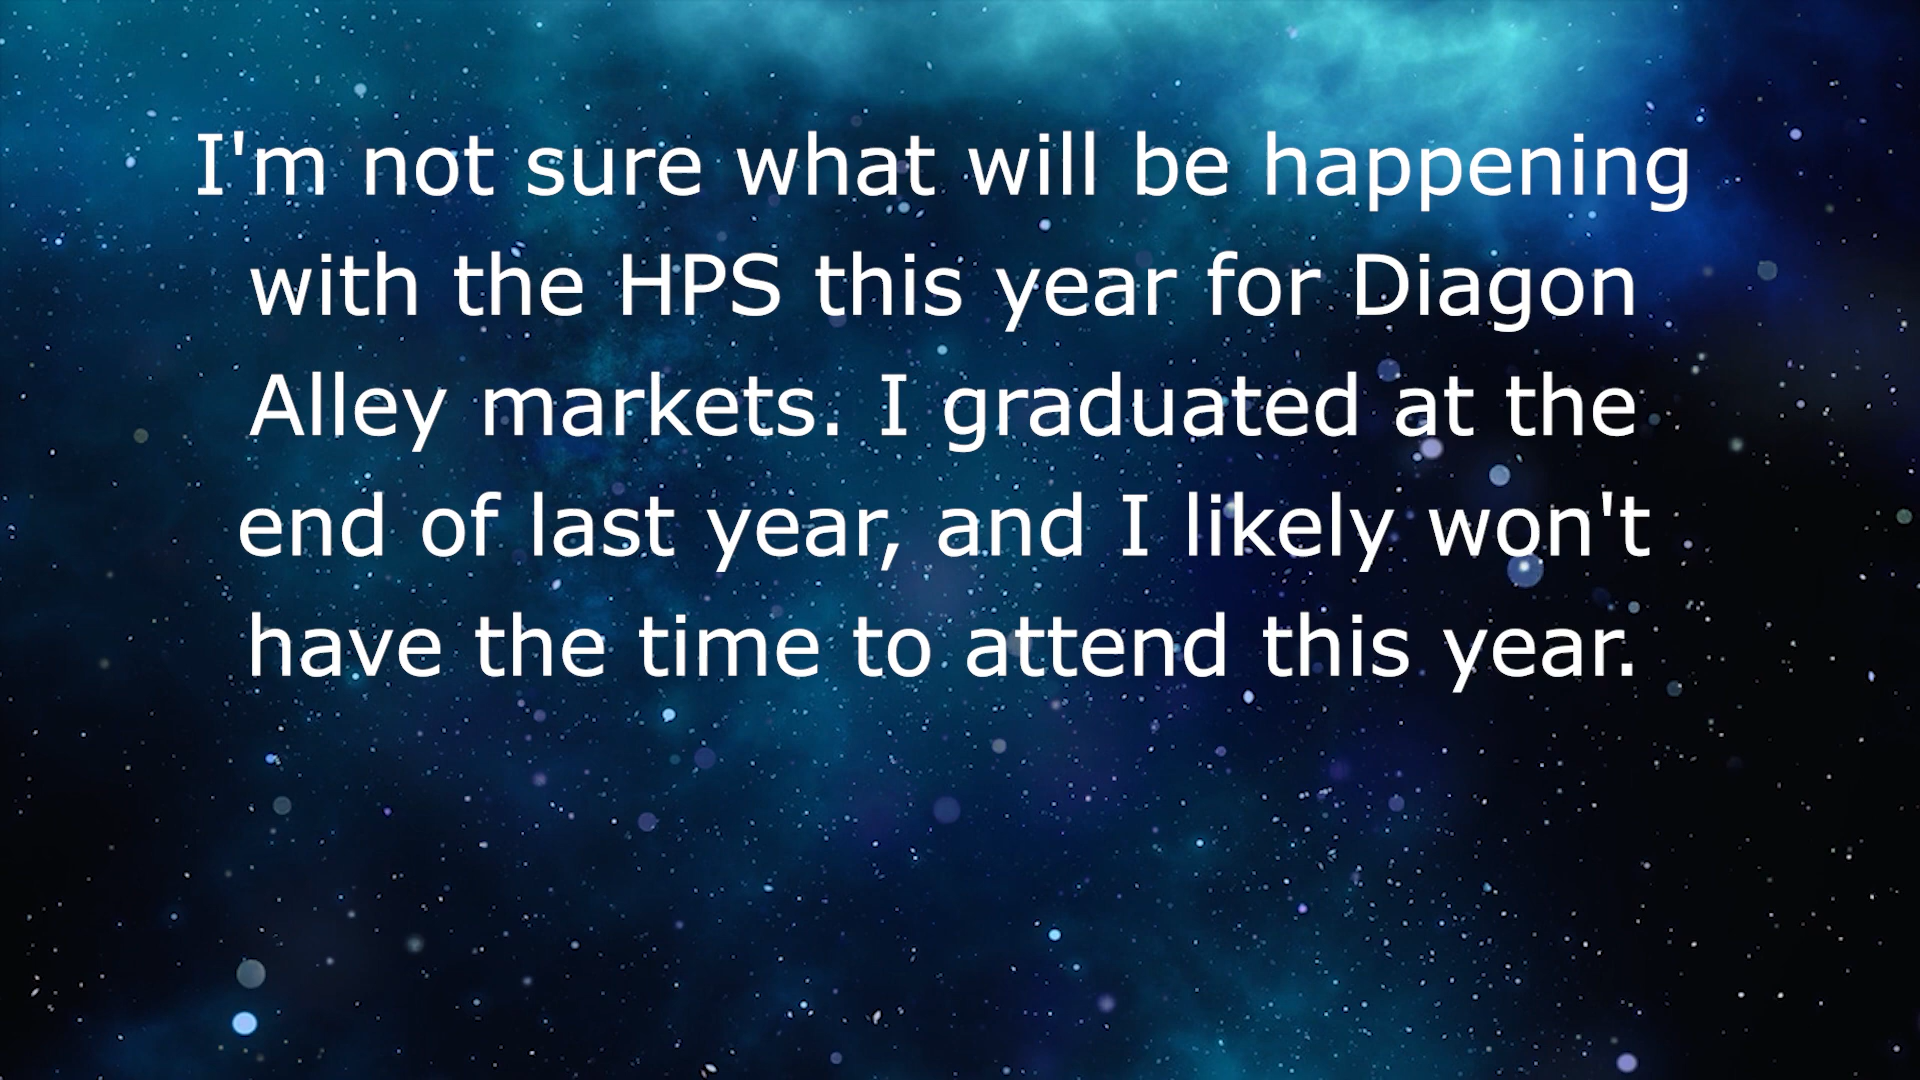 I'm not sure what will be happening
with the HPS this year for Diagon
Alley markets. I graduated at the
end of last year, and I likely won't
have the time to attend this year.